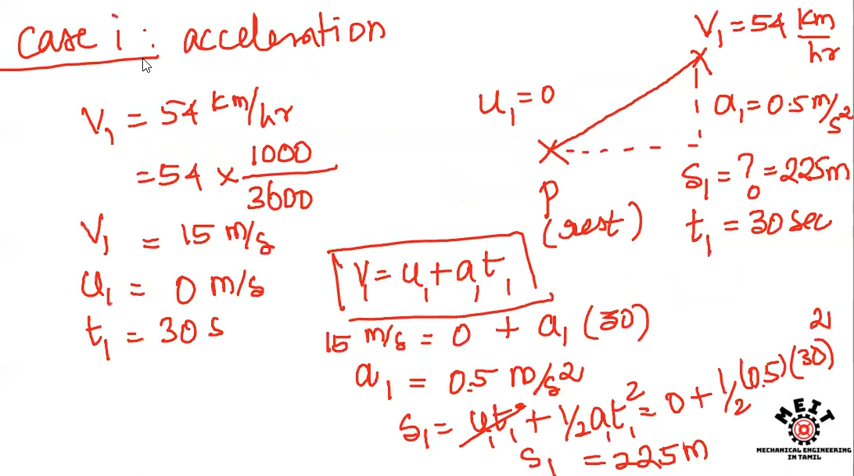 Case i : acceleration
V₁ = 54 km/hr
= 54 × 1000/3600
V₁ = 15 m/s
u₁ = 0 m/s
t₁ = 30 s
u₁ = 0
V₁ = 54 km/hr
a₁ = 0.5 m/s²
S₁ = ? = 225m
t₁ = 30 sec
P
(rest)
V₁ = u₁ + a₁t₁
15 m/s = 0 + a₁ (30)
a₁ = 0.5 m/s²
S₁ = u₁t₁ + 1/2 a₁t₁² = 0 + 1/2 (0.5) (30)²
S₁ = 225m
MEIT
MECHANICAL ENGINEERING
IN TAMIL